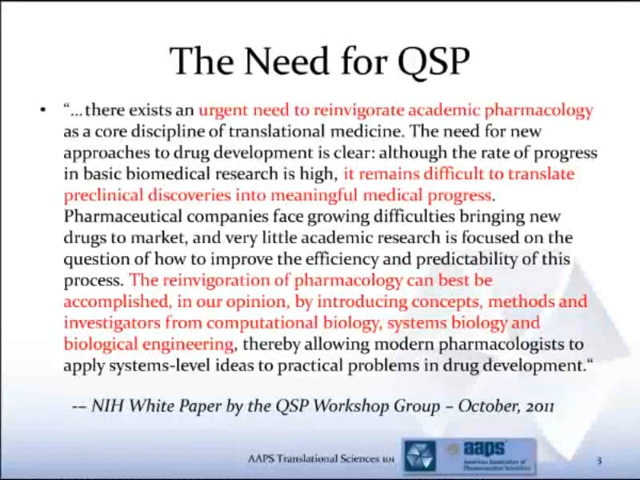 The Need for QSP
• “…there exists an urgent need to reinvigorate academic pharmacology
as a core discipline of translational medicine. The need for new
approaches to drug development is clear: although the rate of progress
in basic biomedical research is high, it remains difficult to translate
preclinical discoveries into meaningful medical progress.
Pharmaceutical companies face growing difficulties bringing new
drugs to market, and very little academic research is focused on the
question of how to improve the efficiency and predictability of this
process. The reinvigoration of pharmacology can best be
accomplished, in our opinion, by introducing concepts, methods and
investigators from computational biology, systems biology and
biological engineering, thereby allowing modern pharmacologists to
apply systems-level ideas to practical problems in drug development.“
-– NIH White Paper by the QSP Workshop Group – October, 2011
AAPS Translational Sciences 101
aaps
American Association of
Pharmaceutical Scientists
3